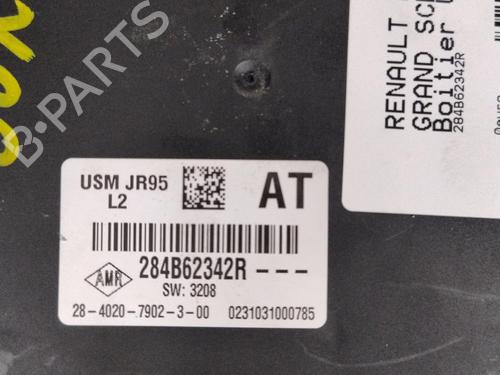 USM JR95
L2
AT
284B62342R---
AMR
SW: 3208
28-4020-7902-3-00 0231031000785
RENAULT
GRAND SC
Boitier U
284B62342R
B-PARTS